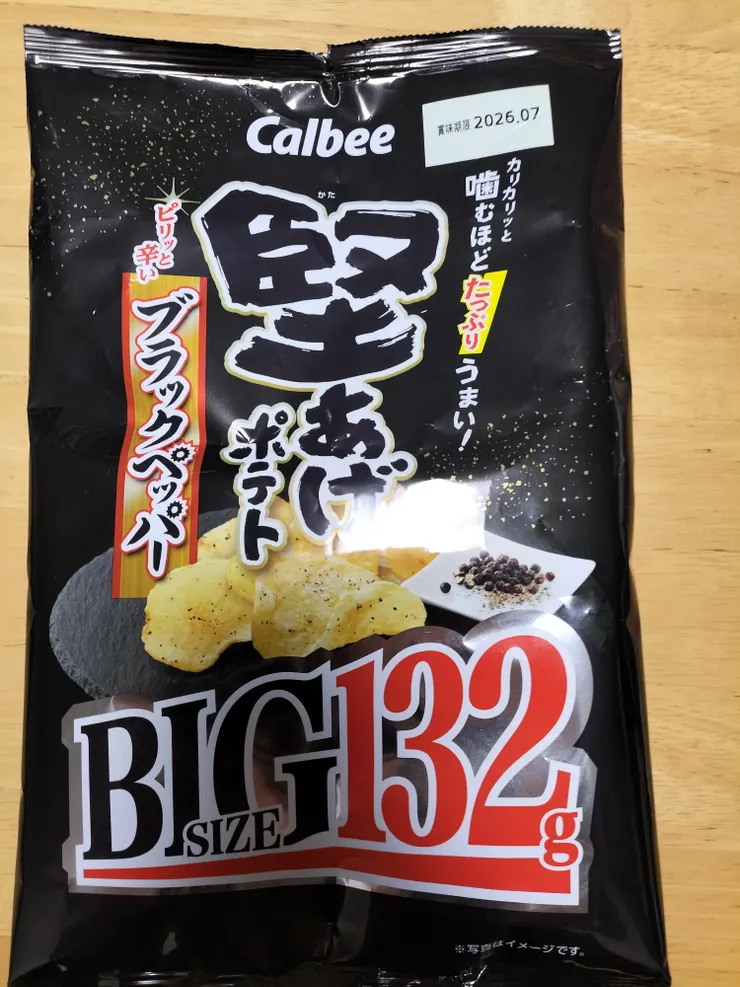 Calbee
賞味期限 2026.07
カリカリッと
噛むほど
たっぷり
うまい!
かた
堅あげ
ポテト
ピリッと
辛い
ブラックペッパー
BIG
SIZE
132g
※写真はイメージです。